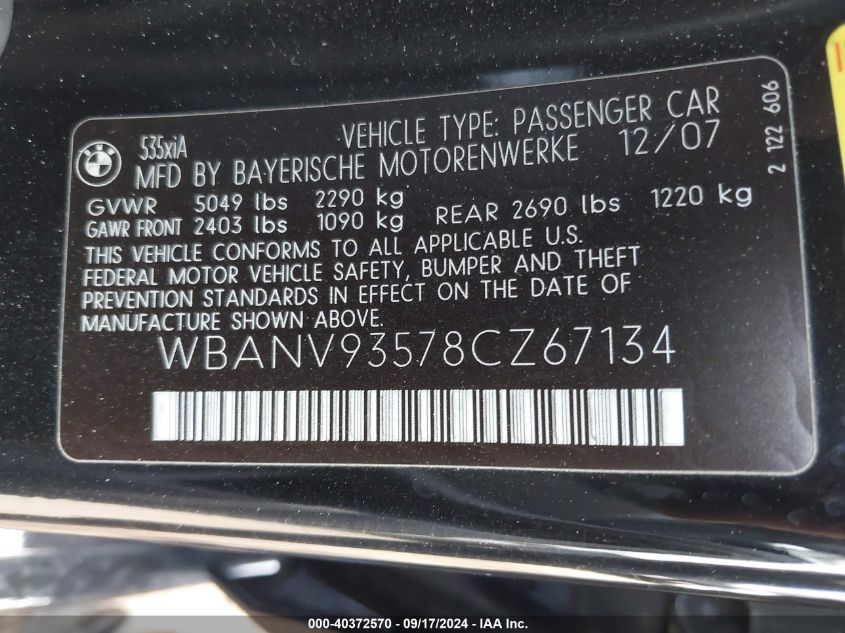 BMW
535xiA
VEHICLE TYPE: PASSENGER CAR
MFD BY BAYERISCHE MOTORENWERKE 12/07
GVWR 5049 lbs 2290 kg
GAWR FRONT 2403 lbs 1090 kg REAR 2690 lbs 1220 kg
THIS VEHICLE CONFORMS TO ALL APPLICABLE U.S.
FEDERAL MOTOR VEHICLE SAFETY, BUMPER AND THEFT
PREVENTION STANDARDS IN EFFECT ON THE DATE OF
MANUFACTURE SHOWN ABOVE.
WBANV93578CZ67134
2 122 606
000-40372570 - 09/17/2024 - IAA, Inc.